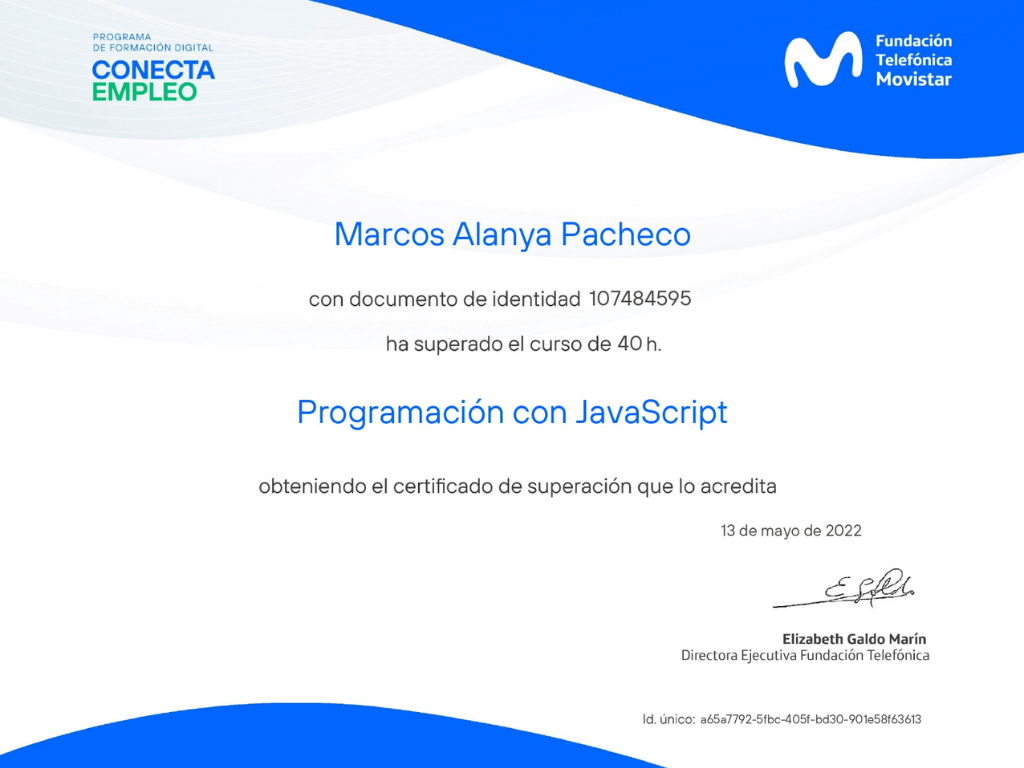 PROGRAMA
DE FORMACIÓN DIGITAL
CONECTA
EMPLEO
Fundación
Telefónica
Movistar
Marcos Alanya Pacheco
con documento de identidad 107484595
ha superado el curso de 40 h.
Programación con JavaScript
obteniendo el certificado de superación que lo acredita
13 de mayo de 2022
Elizabeth Galdo Marín
Directora Ejecutiva Fundación Telefónica
Id. único: a65a7792-5fbc-405f-bd30-901e58f63613